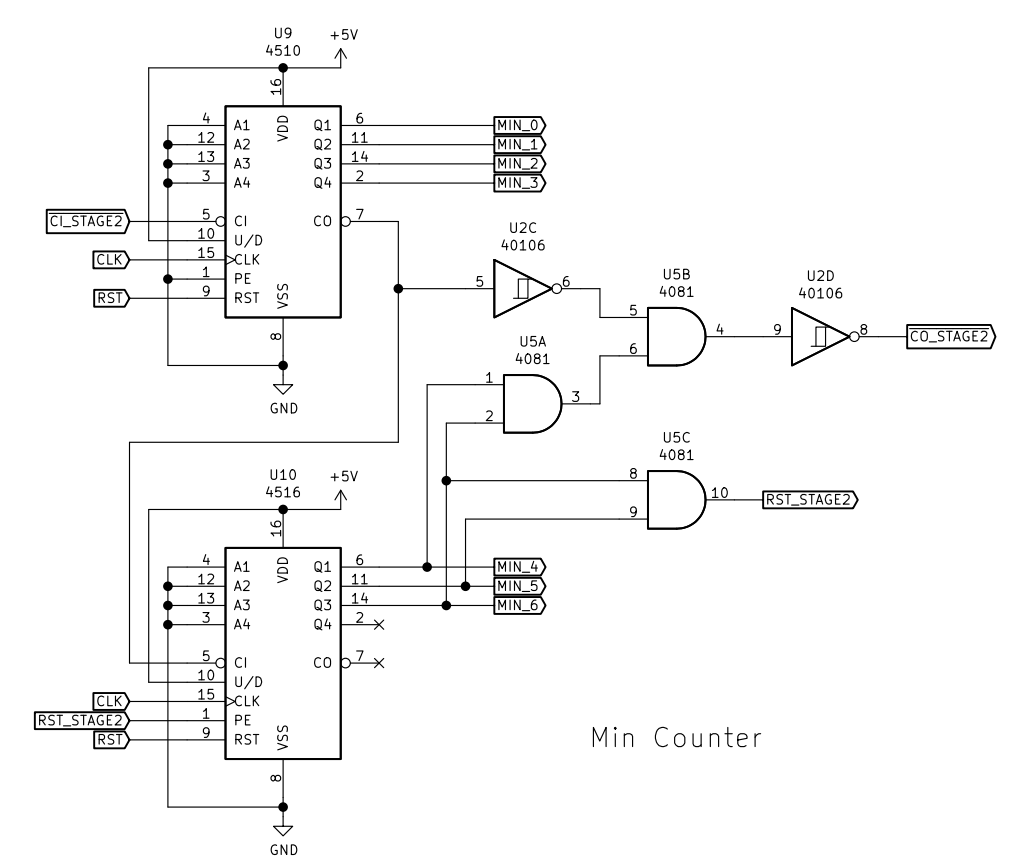 U9
4510
+5V
16
VDD
4 A1 Q1 6 MIN_0
12 A2 Q2 11 MIN_1
13 A3 Q3 14 MIN_2
3 A4 Q4 2 MIN_3
CI_STAGE2 5 CI CO 7
10 U/D
CLK 15 CLK
1 PE
RST 9 RST
VSS
8
GND
U2C
40106
5 6
U5B
4081
5
6
4
U2D
40106
9 8
CO_STAGE2
U5A
4081
1
2
3
U5C
4081
8
9
10
RST_STAGE2
U10
4516
+5V
16
VDD
4 A1 Q1 6 MIN_4
12 A2 Q2 11 MIN_5
13 A3 Q3 14 MIN_6
3 A4 Q4 2
5 CI CO 7
10 U/D
CLK 15 CLK
RST_STAGE2 1 PE
RST 9 RST
VSS
8
GND
Min Counter